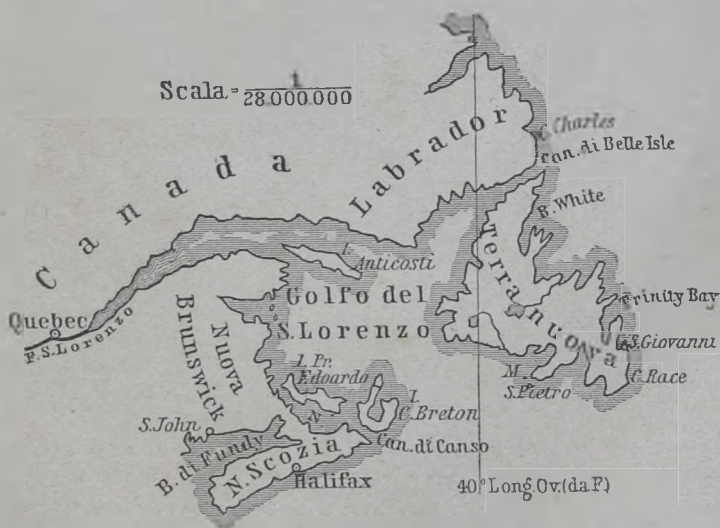 Scala = 1/28 000 000
Labrador
C. Charles
Can. di Belle Isle
Canada
B. White
Terranuova
I. Anticosti
Golfo del
S. Lorenzo
Trinity Bay
Quebec
F. S. Lorenzo
Nuova
Brunswick
S. Giovanni
I. Pr.
Edoardo
M.
S. Pietro
C. Race
I.
C. Breton
S. John
B. di Fundy
Can. di Canso
N. Scozia
Halifax
40° Long. Ov. (da F.)